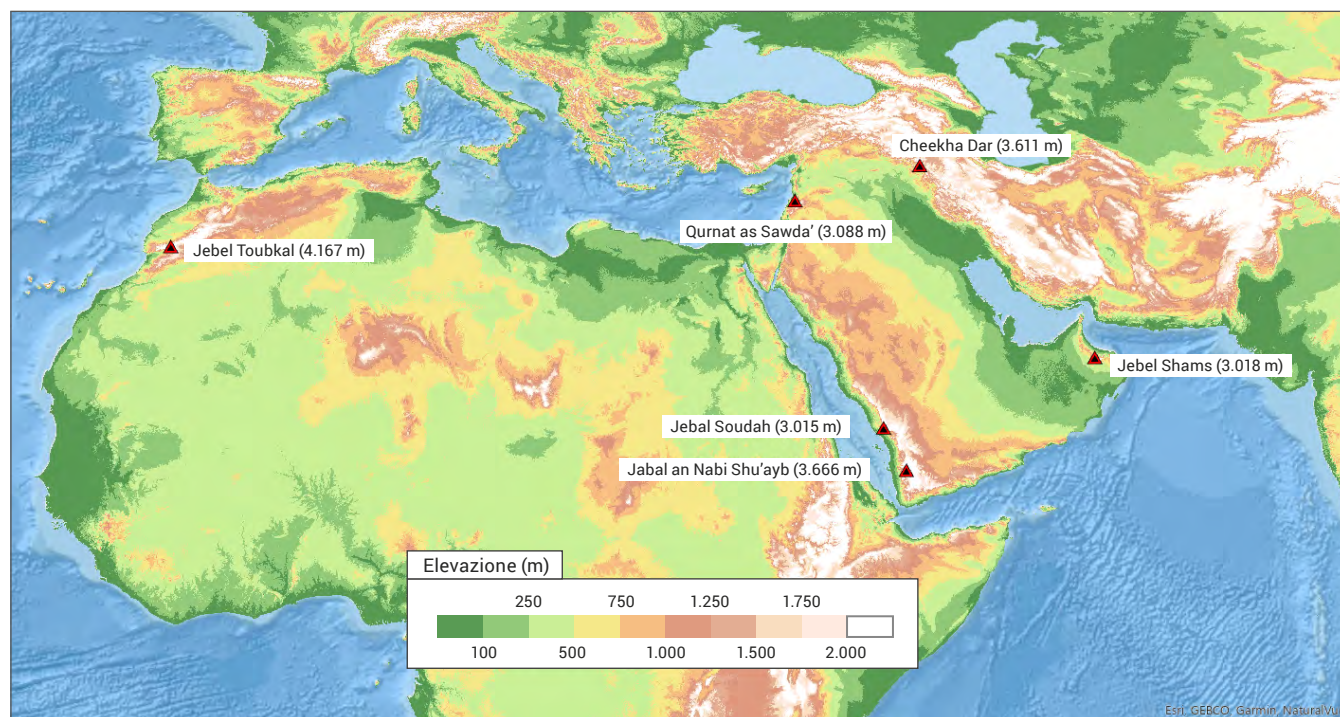 Cheekha Dar (3.611 m)
Qurnat as Sawda’ (3.088 m)
Jebel Toubkal (4.167 m)
Jebel Shams (3.018 m)
Jebal Soudah (3.015 m)
Jabal an Nabi Shu’ayb (3.666 m)
Elevazione (m)
250 750 1.250 1.750
100 500 1.000 1.500 2.000
Esri, GEBCO, Garmin, NaturalVu